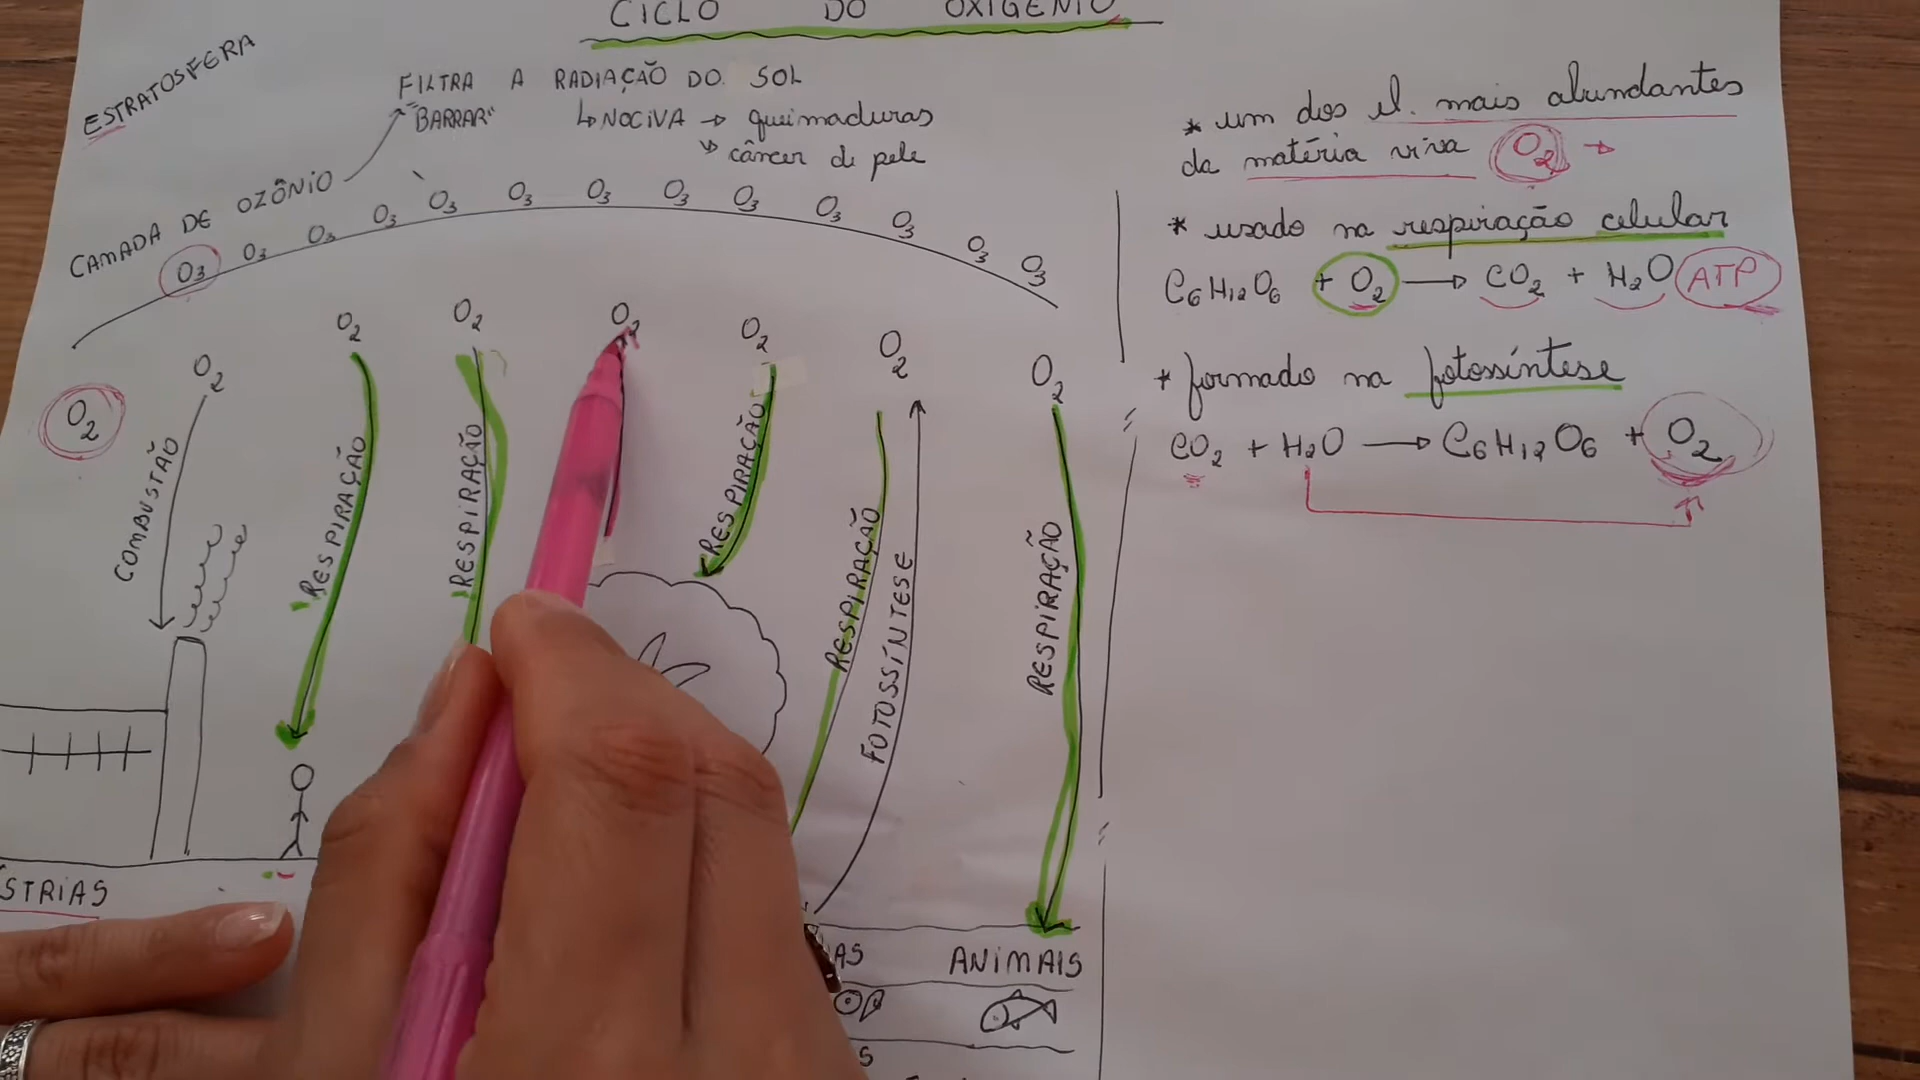 CICLO DO OXIGÊNIO
ESTRATOSFERA
FILTRA A RADIAÇÃO DO SOL
"BARRAR"
↳ NOCIVA → queimaduras
↘ câncer de pele
CAMADA DE OZÔNIO
O3 O3 O3 O3 O3 O3 O3 O3 O3 O3 O3 O3 O3
O2 O2 O2 O2 O2 O2 O2
O2
COMBUSTÃO
RESPIRAÇÃO
RESPIRAÇÃO
RESPIRAÇÃO
RESPIRAÇÃO
FOTOSSÍNTESE
RESPIRAÇÃO
STRIAS
AS
ANIMAIS
S
* um dos el. mais abundantes
da matéria viva O2 →
* usado na respiração celular
C6H12O6 + O2 → CO2 + H2O ATP
* formado na fotossíntese
CO2 + H2O → C6H12O6 + O2